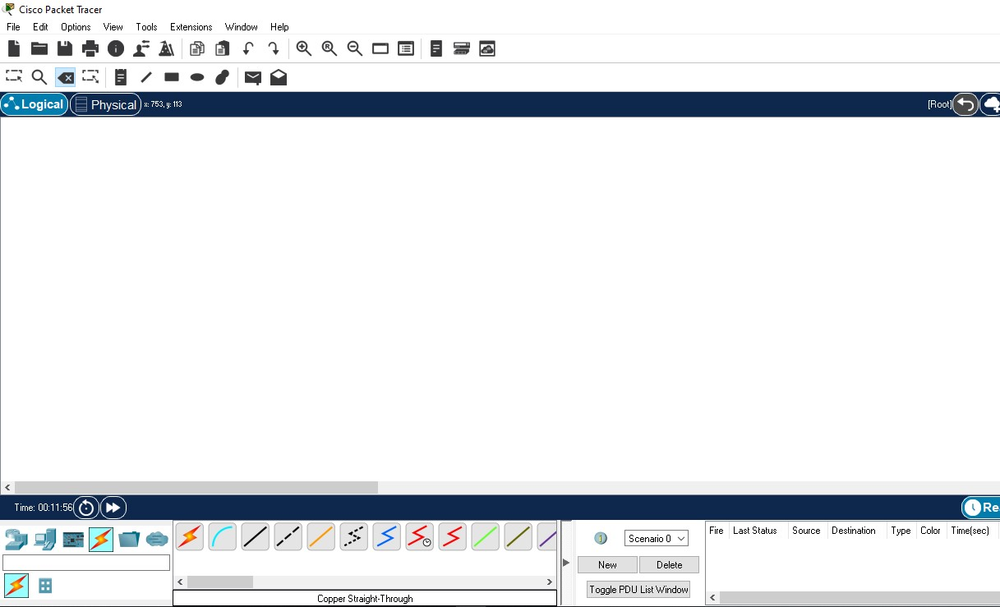 Cisco Packet Tracer
File Edit Options View Tools Extensions Window Help
Logical Physical x: 753, y: 113 [Root]
Time: 00:11:56 Re
Fire Last Status Source Destination Type Color Time(sec)
Scenario 0
New Delete
Toggle PDU List Window
Copper Straight-Through